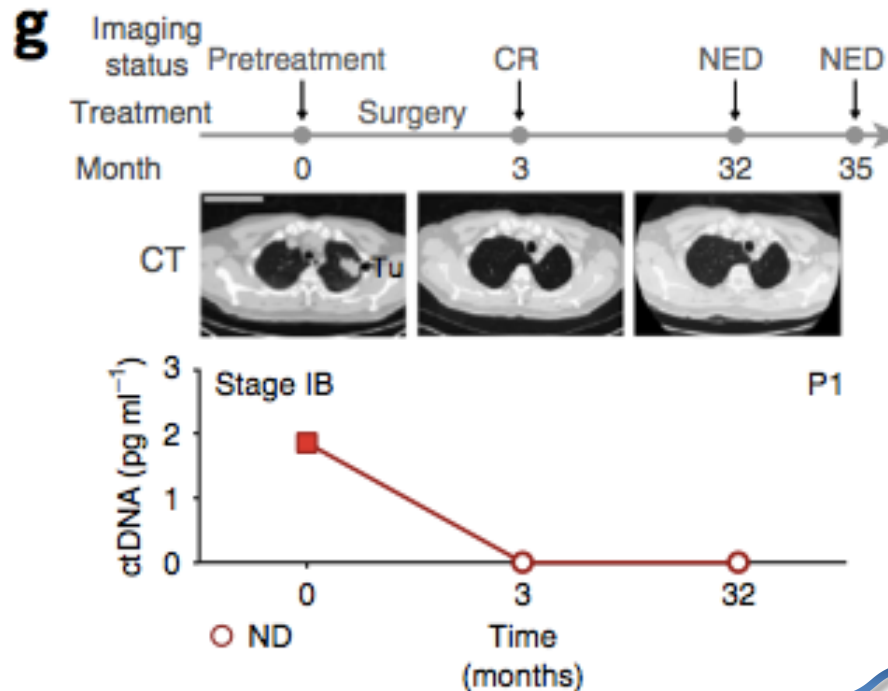 g
Imaging
status Pretreatment CR NED NED
Treatment Surgery
Month 0 3 32 35
CT
Tu
3
Stage IB P1
2
1
0
ctDNA (pg ml⁻¹)
0 3 32
ND Time
(months)